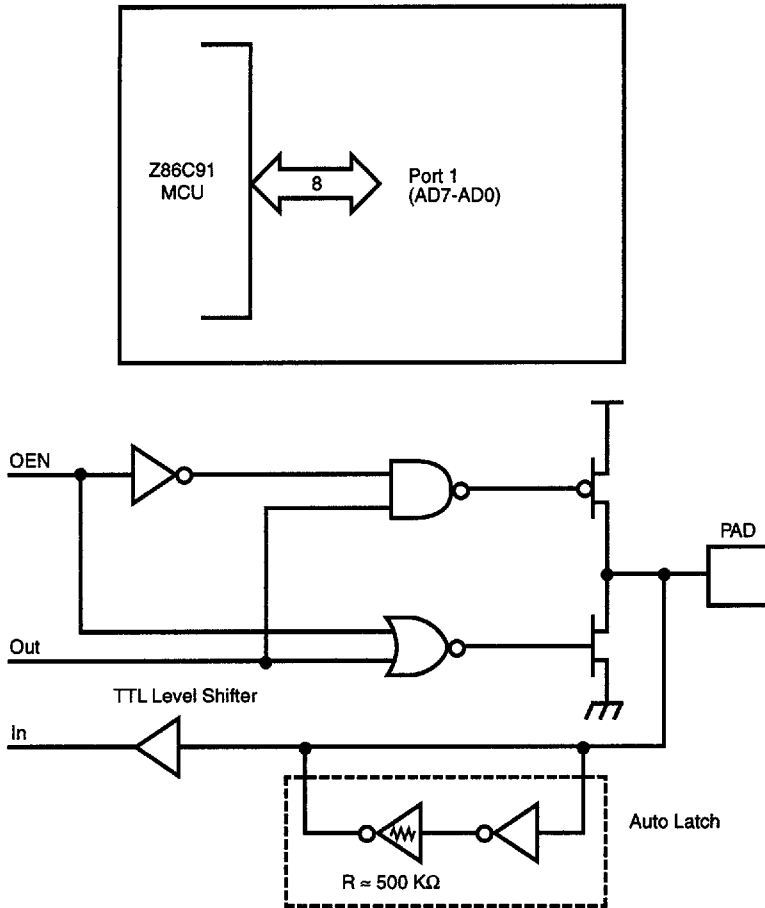 Z86C91
MCU
8
Port 1
(AD7-AD0)
OEN
PAD
Out
TTL Level Shifter
In
Auto Latch
R ≈ 500 KΩ